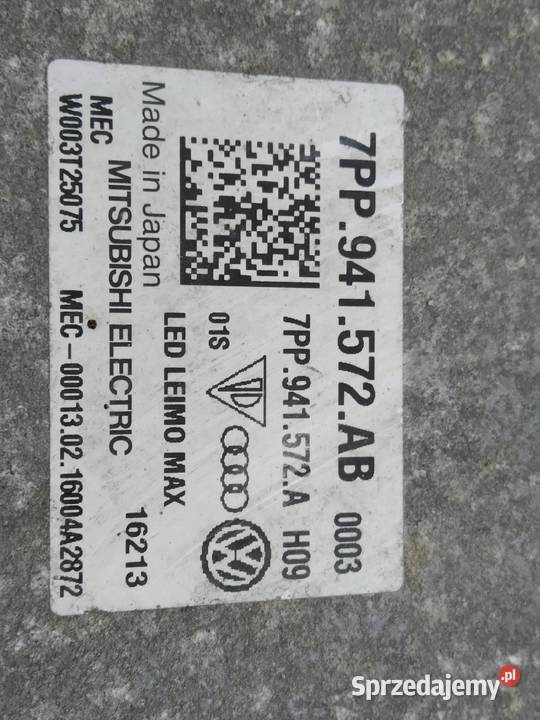 7PP.941.572.AB 0003
7PP.941.572.A H09
01S
LED LEIMO MAX
Made in Japan
MEC MITSUBISHI ELECTRIC 16213
W003T25075 MEC-00013.02.16004A2872
Sprzedajemy.pl